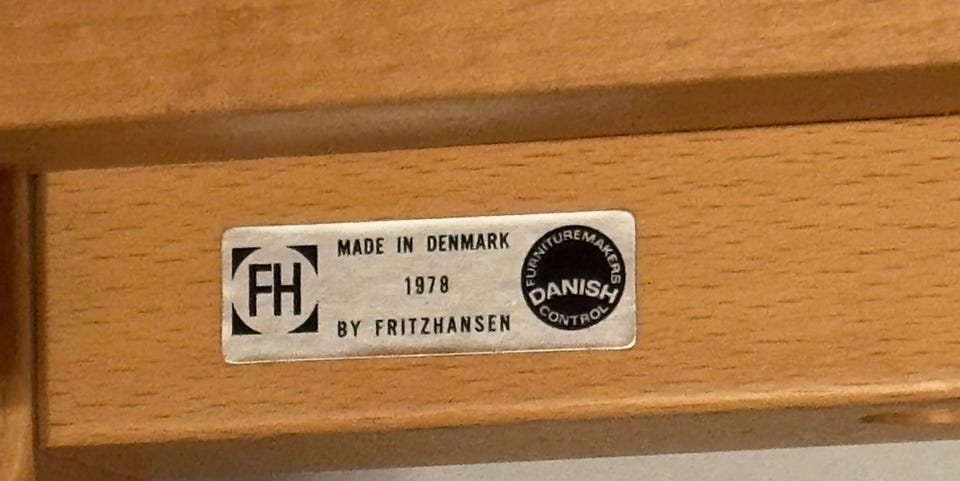 FH
MADE IN DENMARK
1978
BY FRITZHANSEN
FURNITUREMAKERS
DANISH
CONTROL